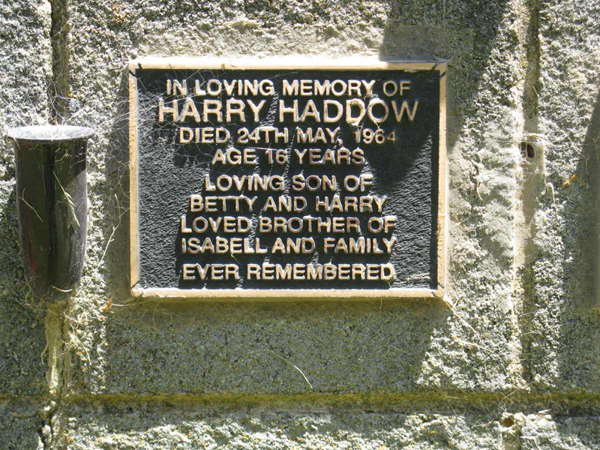 IN LOVING MEMORY OF
HARRY HADDOW
DIED 24TH MAY, 1964
AGE 16 YEARS
LOVING SON OF
BETTY AND HARRY
LOVED BROTHER OF
ISABELL AND FAMILY
EVER REMEMBERED